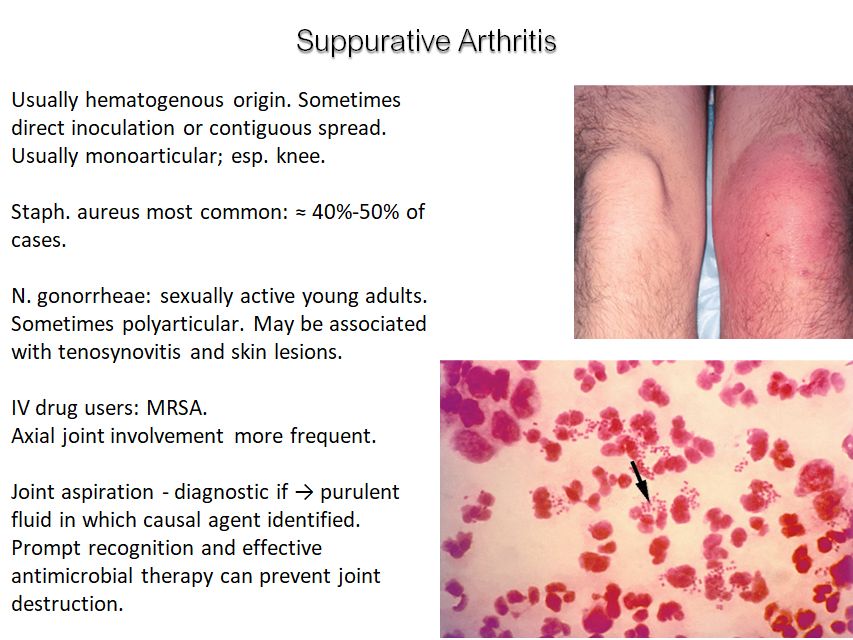 Suppurative Arthritis
Usually hematogenous origin. Sometimes
direct inoculation or contiguous spread.
Usually monoarticular; esp. knee.
Staph. aureus most common: ≈ 40%-50% of
cases.
N. gonorrheae: sexually active young adults.
Sometimes polyarticular. May be associated
with tenosynovitis and skin lesions.
IV drug users: MRSA.
Axial joint involvement more frequent.
Joint aspiration - diagnostic if → purulent
fluid in which causal agent identified.
Prompt recognition and effective
antimicrobial therapy can prevent joint
destruction.